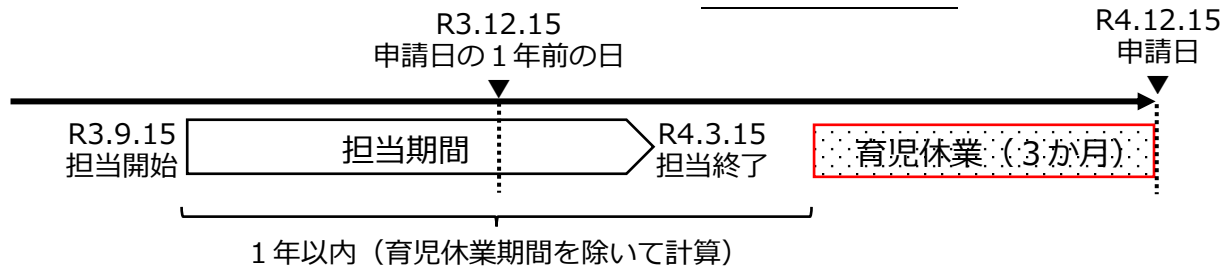 R3.12.15
申請日の１年前の日
R4.12.15
申請日
R3.9.15
担当開始
担当期間
R4.3.15
担当終了
育児休業（３か月）
１年以内（育児休業期間を除いて計算）